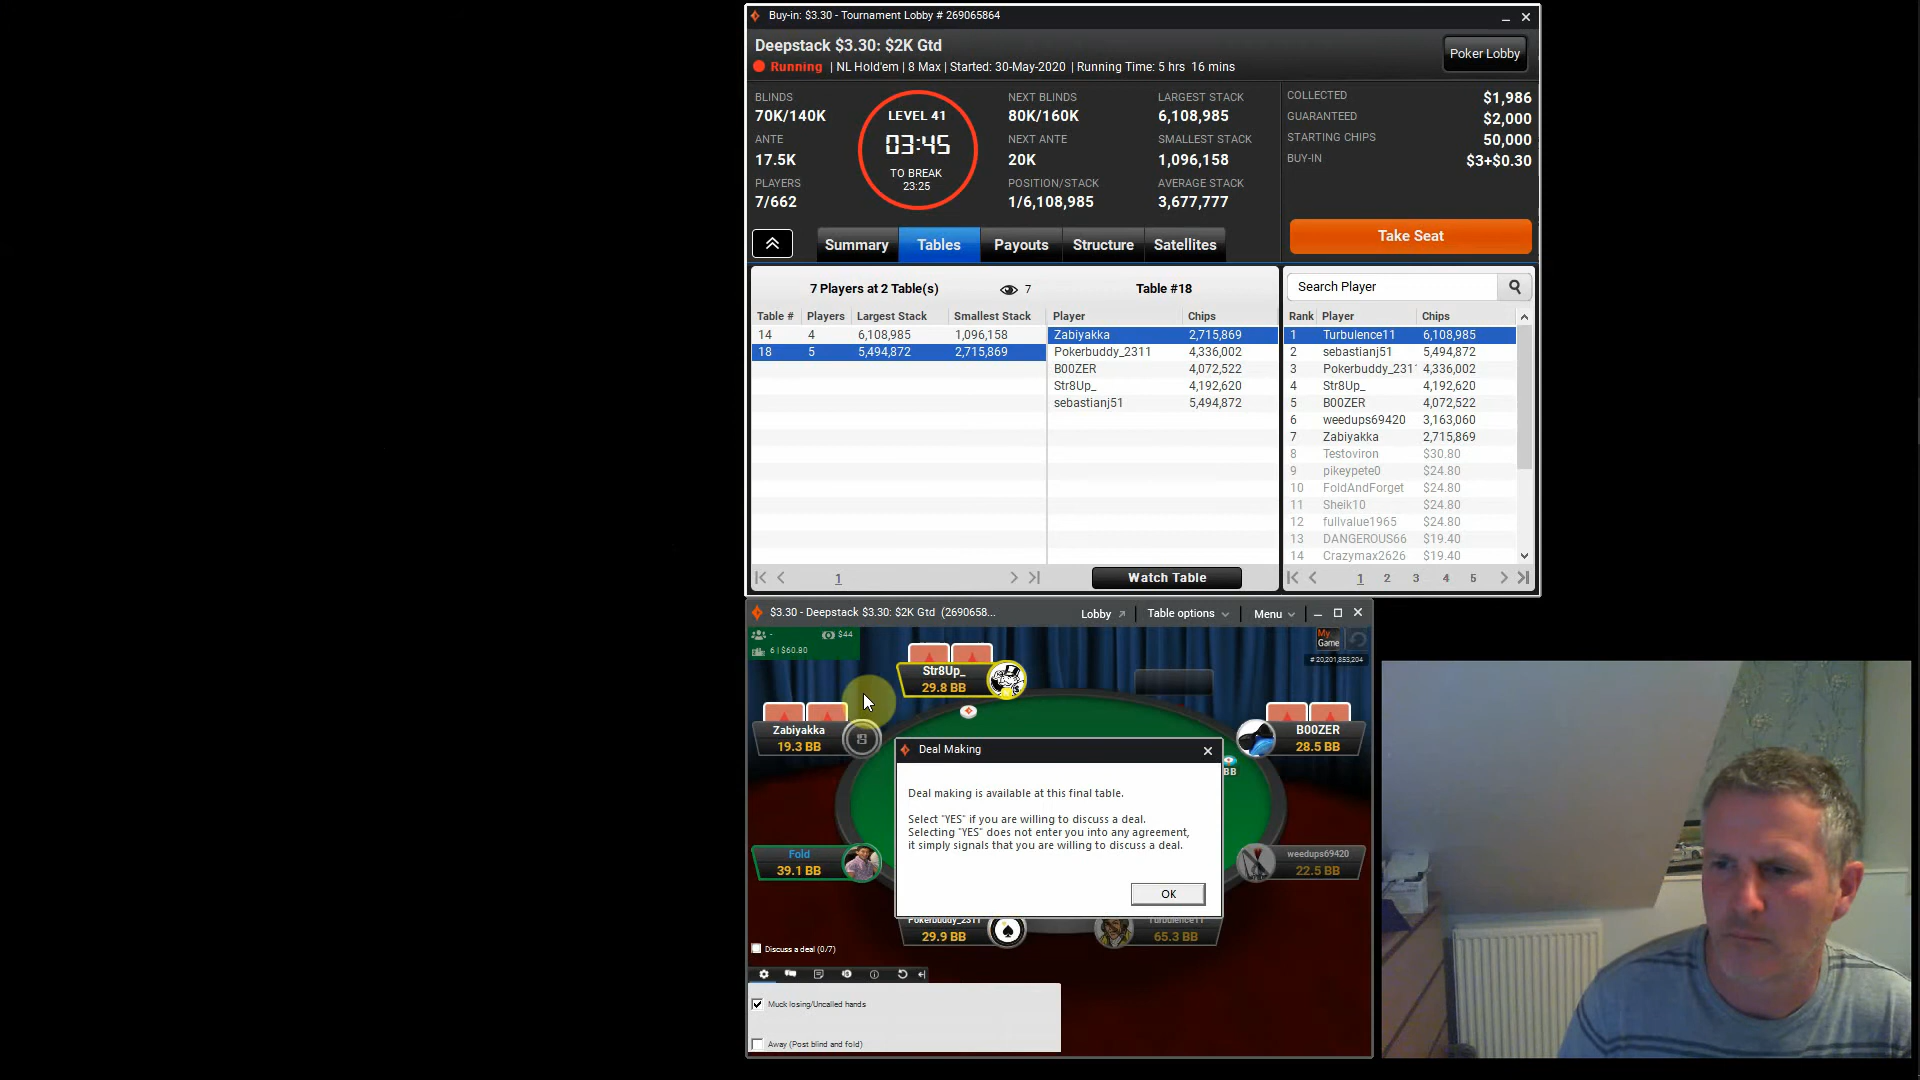 Buy-in: $3.30 - Tournament Lobby # 269065864
Deepstack $3.30: $2K Gtd
Poker Lobby
Running | NL Hold'em | 8 Max | Started: 30-May-2020 | Running Time: 5 hrs 16 mins
BLINDS
70K/140K
ANTE
17.5K
PLAYERS
7/662
LEVEL 41
03:45
TO BREAK
23:25
NEXT BLINDS
80K/160K
NEXT ANTE
20K
POSITION/STACK
1/6,108,985
LARGEST STACK
6,108,985
SMALLEST STACK
1,096,158
AVERAGE STACK
3,677,777
COLLECTED $1,986
GUARANTEED $2,000
STARTING CHIPS 50,000
BUY-IN $3+$0.30
Take Seat
Summary Tables Payouts Structure Satellites
7 Players at 2 Table(s) 7 Table #18
Table # Players Largest Stack Smallest Stack
14 4 6,108,985 1,096,158
18 5 5,494,872 2,715,869
Player Chips
Zabiyakka 2,715,869
Pokerbuddy_2311 4,336,002
B00ZER 4,072,522
Str8Up_ 4,192,620
sebastianj51 5,494,872
1
Watch Table
Search Player
Rank Player Chips
1 Turbulence11 6,108,985
2 sebastianj51 5,494,872
3 Pokerbuddy_231 4,336,002
4 Str8Up_ 4,192,620
5 B00ZER 4,072,522
6 weedups69420 3,163,060
7 Zabiyakka 2,715,869
8 Testoviron $30.80
9 pikeypete0 $24.80
10 FoldAndForget $24.80
11 Sheik10 $24.80
12 fullvalue1965 $24.80
13 DANGEROUS66 $19.40
14 Crazymax2626 $19.40
1 2 3 4 5
$3.30 - Deepstack $3.30: $2K Gtd (2690658...
Lobby Table options Menu
- $44
6 | $60.80
My Game
# 20,201,853,204
Str8Up_
29.8 BB
Zabiyakka
19.3 BB
B00ZER
28.5 BB
BB
Fold
39.1 BB
weedups69420
22.5 BB
Pokerbuddy_2311
29.9 BB
Turbulence11
65.3 BB
Deal Making
Deal making is available at this final table.
Select "YES" if you are willing to discuss a deal.
Selecting "YES" does not enter you into any agreement,
it simply signals that you are willing to discuss a deal.
OK
Discuss a deal (0/7)
Muck losing/Uncalled hands
Away (Post blind and fold)